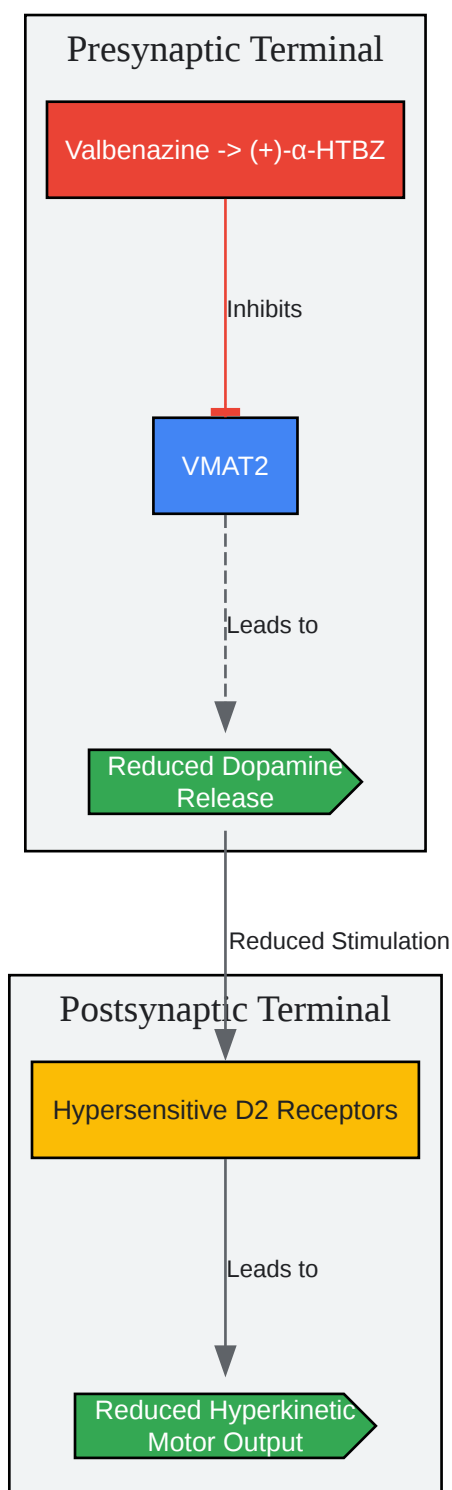 Presynaptic Terminal
Valbenazine -> (+)-α-HTBZ
Inhibits
VMAT2
Leads to
Reduced Dopamine
Release
Reduced Stimulation
Postsynaptic Terminal
Hypersensitive D2 Receptors
Leads to
Reduced Hyperkinetic
Motor Output